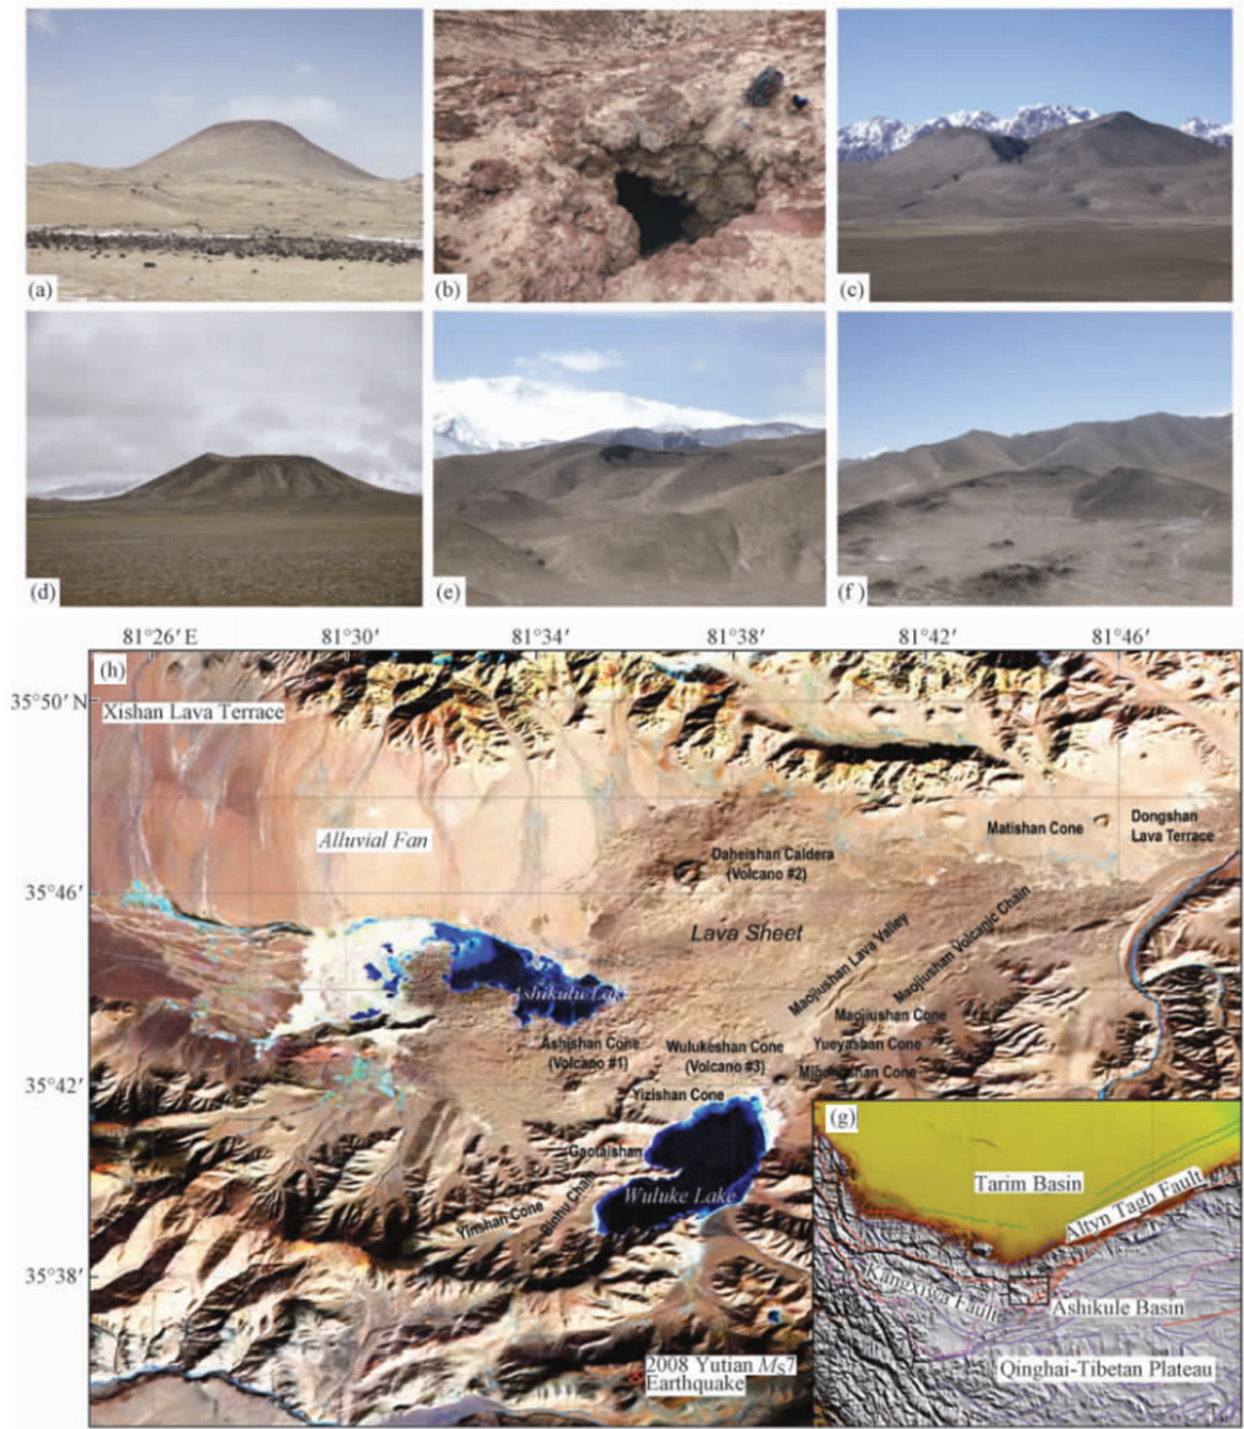 (a)
(b)
(c)
(d)
(e)
(f)
81°26′E
81°30′
81°34′
81°38′
81°42′
81°46′
(h)
35°50′N
Xishan Lava Terrace
Alluvial Fan
Matishan Cone
Dongshan
Lava Terrace
Daheishan Caldera
(Volcano #2)
35°46′
Lava Sheet
Maojiushan Lava Valley
Maojiushan Volcanic Chain
Ashikulu Lake
Maojiushan Cone
Ashishan Cone
(Volcano #1)
Wulukeshan Cone
(Volcano #3)
Yueyashan Cone
35°42′
Yizishan Cone
(g)
Gaotaishan
Tarim Basin
Wuluke Lake
Altyn Tagh Fault
Yinshan Cone
35°38′
Kangxiwa Fault
Ashikule Basin
2008 Yutian Ms7
Earthquake
Qinghai-Tibetan Plateau